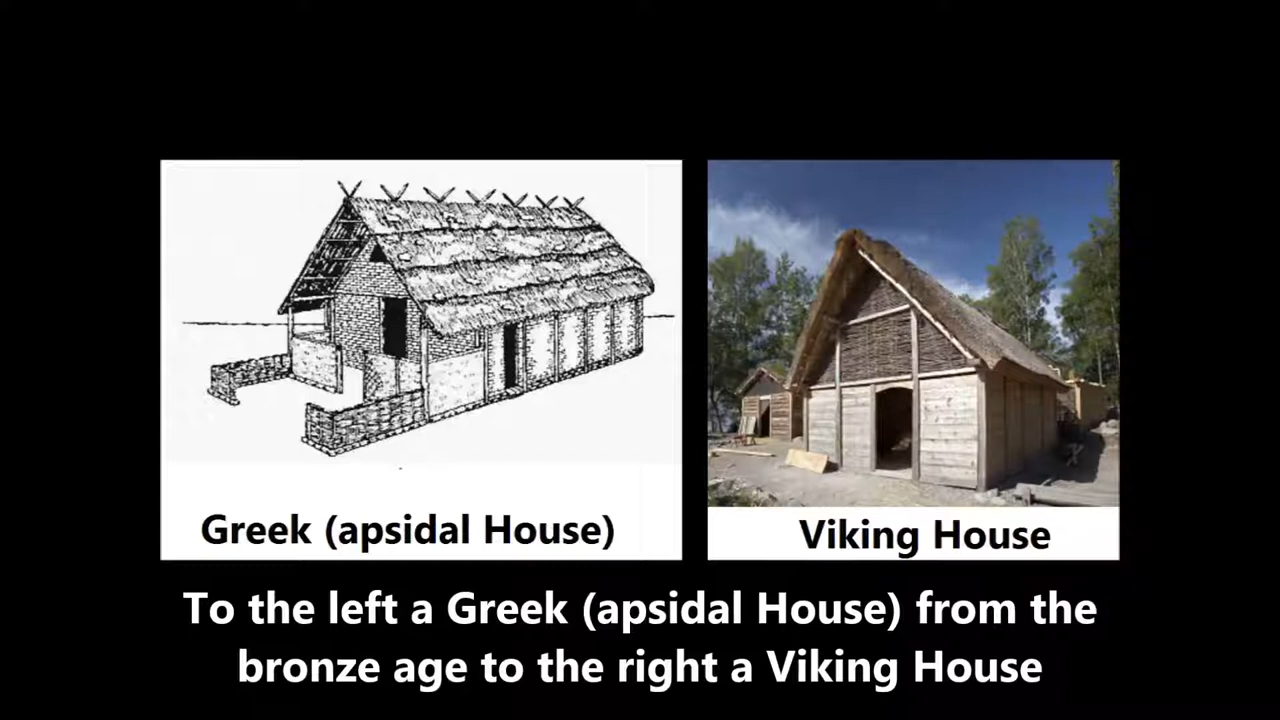 Greek (apsidal House)
Viking House
To the left a Greek (apsidal House) from the
bronze age to the right a Viking House